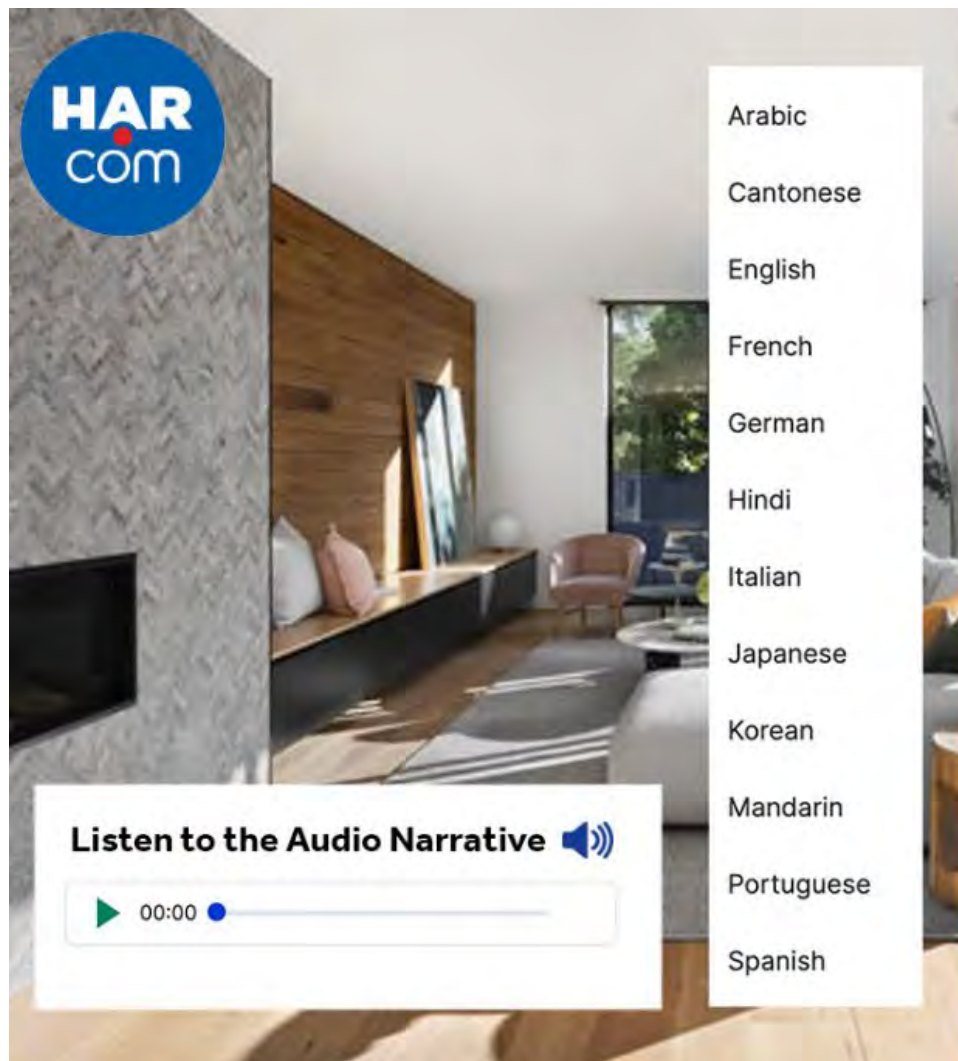 HAR
com
Listen to the Audio Narrative
00:00
Arabic
Cantonese
English
French
German
Hindi
Italian
Japanese
Korean
Mandarin
Portuguese
Spanish